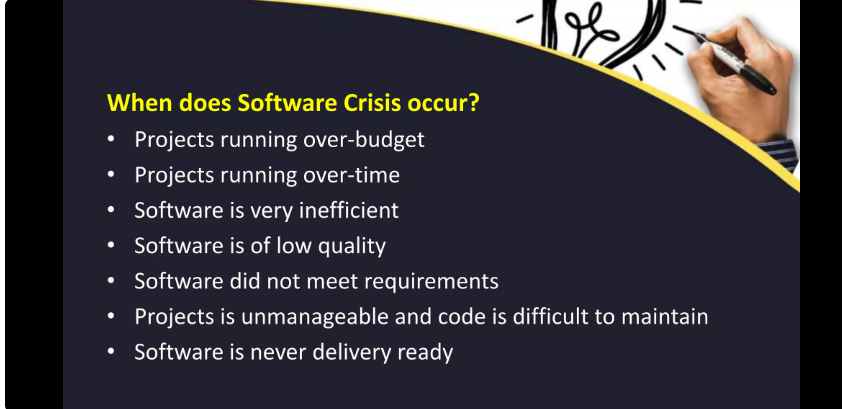 When does Software Crisis occur?
• Projects running over-budget
• Projects running over-time
• Software is very inefficient
• Software is of low quality
• Software did not meet requirements
• Projects is unmanageable and code is difficult to maintain
• Software is never delivery ready